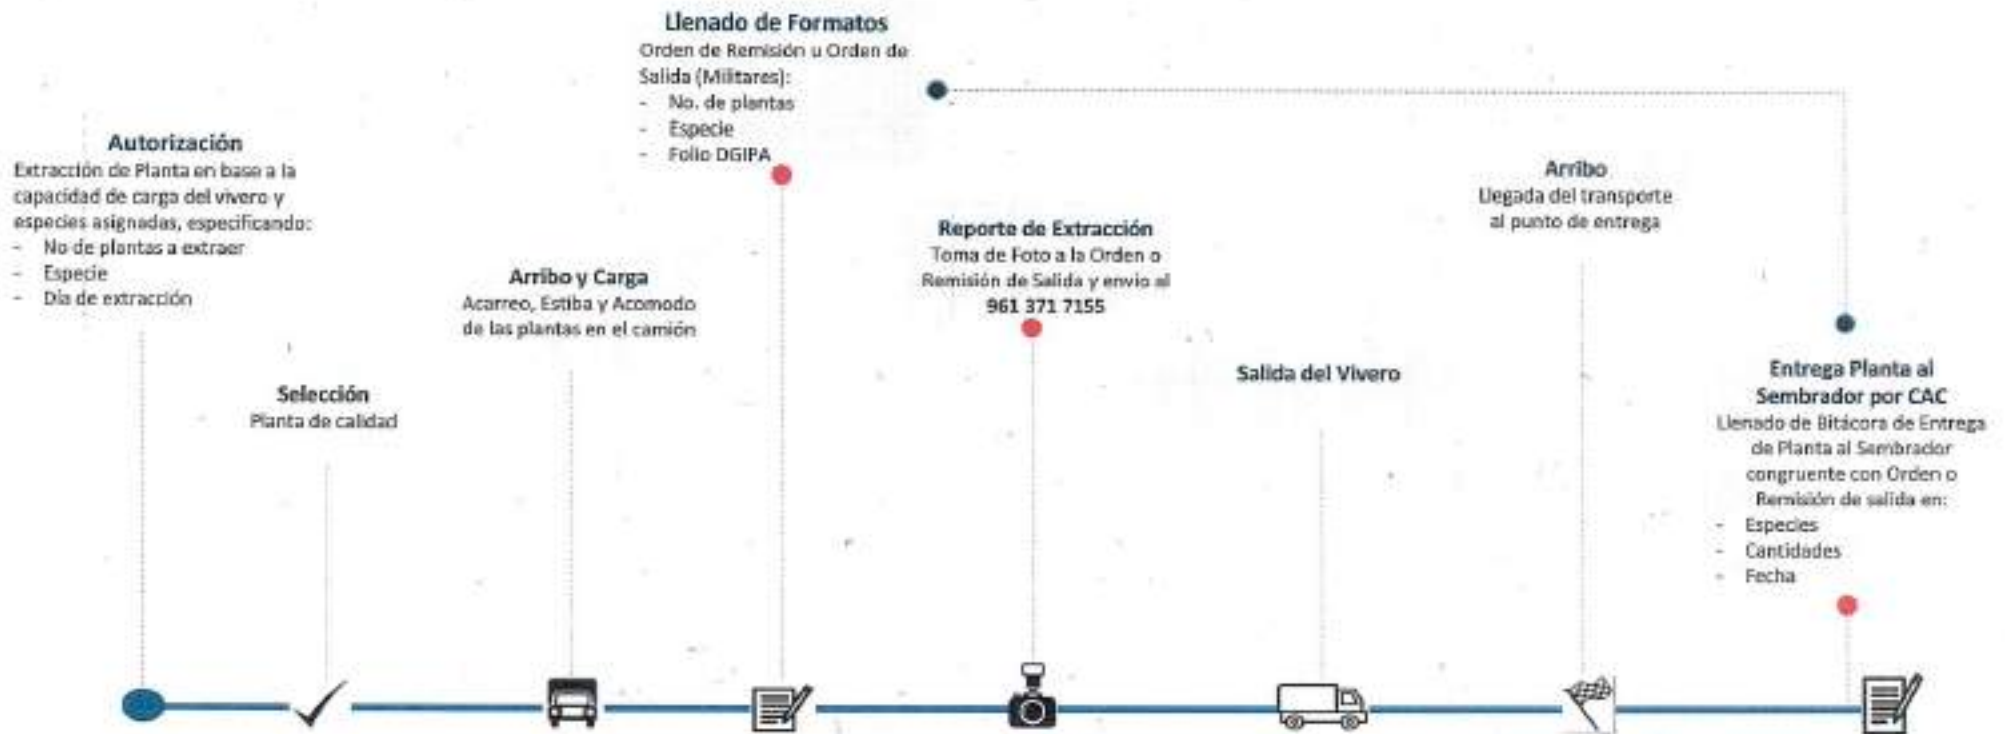 Autorización
Extracción de Planta en base a la
capacidad de carga del vivero y
especies asignadas, especificando:
- No de plantas a extraer
- Especie
- Día de extracción
Selección
Planta de calidad
Arribo y Carga
Acarreo, Estiba y Acomodo
de las plantas en el camión
Llenado de Formatos
Orden de Remisión u Orden de
Salida (Militares):
- No. de plantas
- Especie
- Folio DGIPA
Reporte de Extracción
Toma de Foto a la Orden o
Remisión de Salida y envio al
961 371 7155
Salida del Vivero
Arribo
Llegada del transporte
al punto de entrega
Entrega Planta al
Sembrador por CAC
Llenado de Bitácora de Entrega
de Planta al Sembrador
congruente con Orden o
Remisión de salida en:
- Especies
- Cantidades
- Fecha